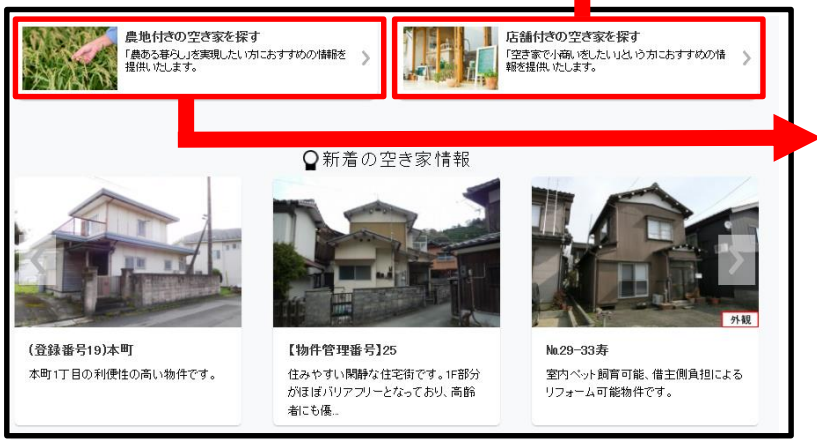 農地付きの空き家を探す
「農ある暮らし」を実現したい方におすすめの情報を
提供いたします。
店舗付きの空き家を探す
「空き家で小商いをしたい」という方におすすめの情
報を提供いたします。
新着の空き家情報
外観
(登録番号19)本町
本町1丁目の利便性の高い物件です。
【物件管理番号】25
住みやすい閑静な住宅街です。1F部分
がほぼバリアフリーとなっており、高齢
者にも優...
№29-33寿
室内ペット飼育可能、借主側負担による
リフォーム可能物件です。